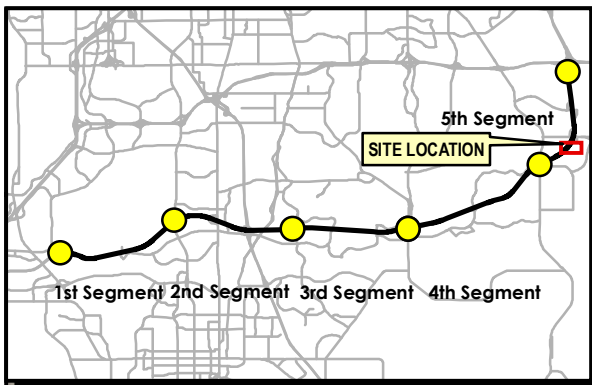 5th Segment
SITE LOCATION
1st Segment 2nd Segment 3rd Segment 4th Segment